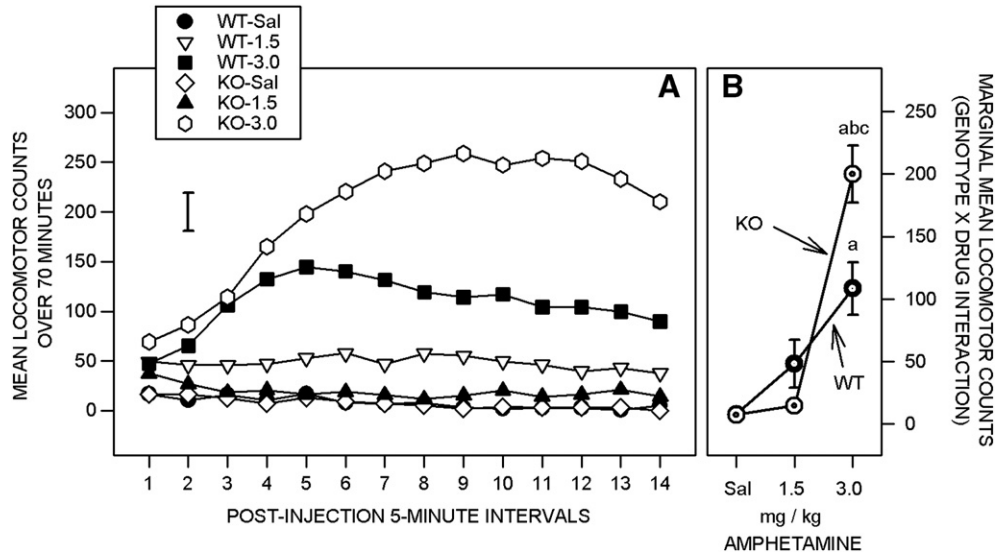 WT-Sal
WT-1.5
WT-3.0
KO-Sal
KO-1.5
KO-3.0
A
B
MEAN LOCOMOTOR COUNTS
OVER 70 MINUTES
300
250
200
150
100
50
0
1 2 3 4 5 6 7 8 9 10 11 12 13 14
POST-INJECTION 5-MINUTE INTERVALS
abc
a
KO
WT
250
200
150
100
50
0
Sal 1.5 3.0
mg / kg
AMPHETAMINE
MARGINAL MEAN LOCOMOTOR COUNTS
(GENOTYPE X DRUG INTERACTION)